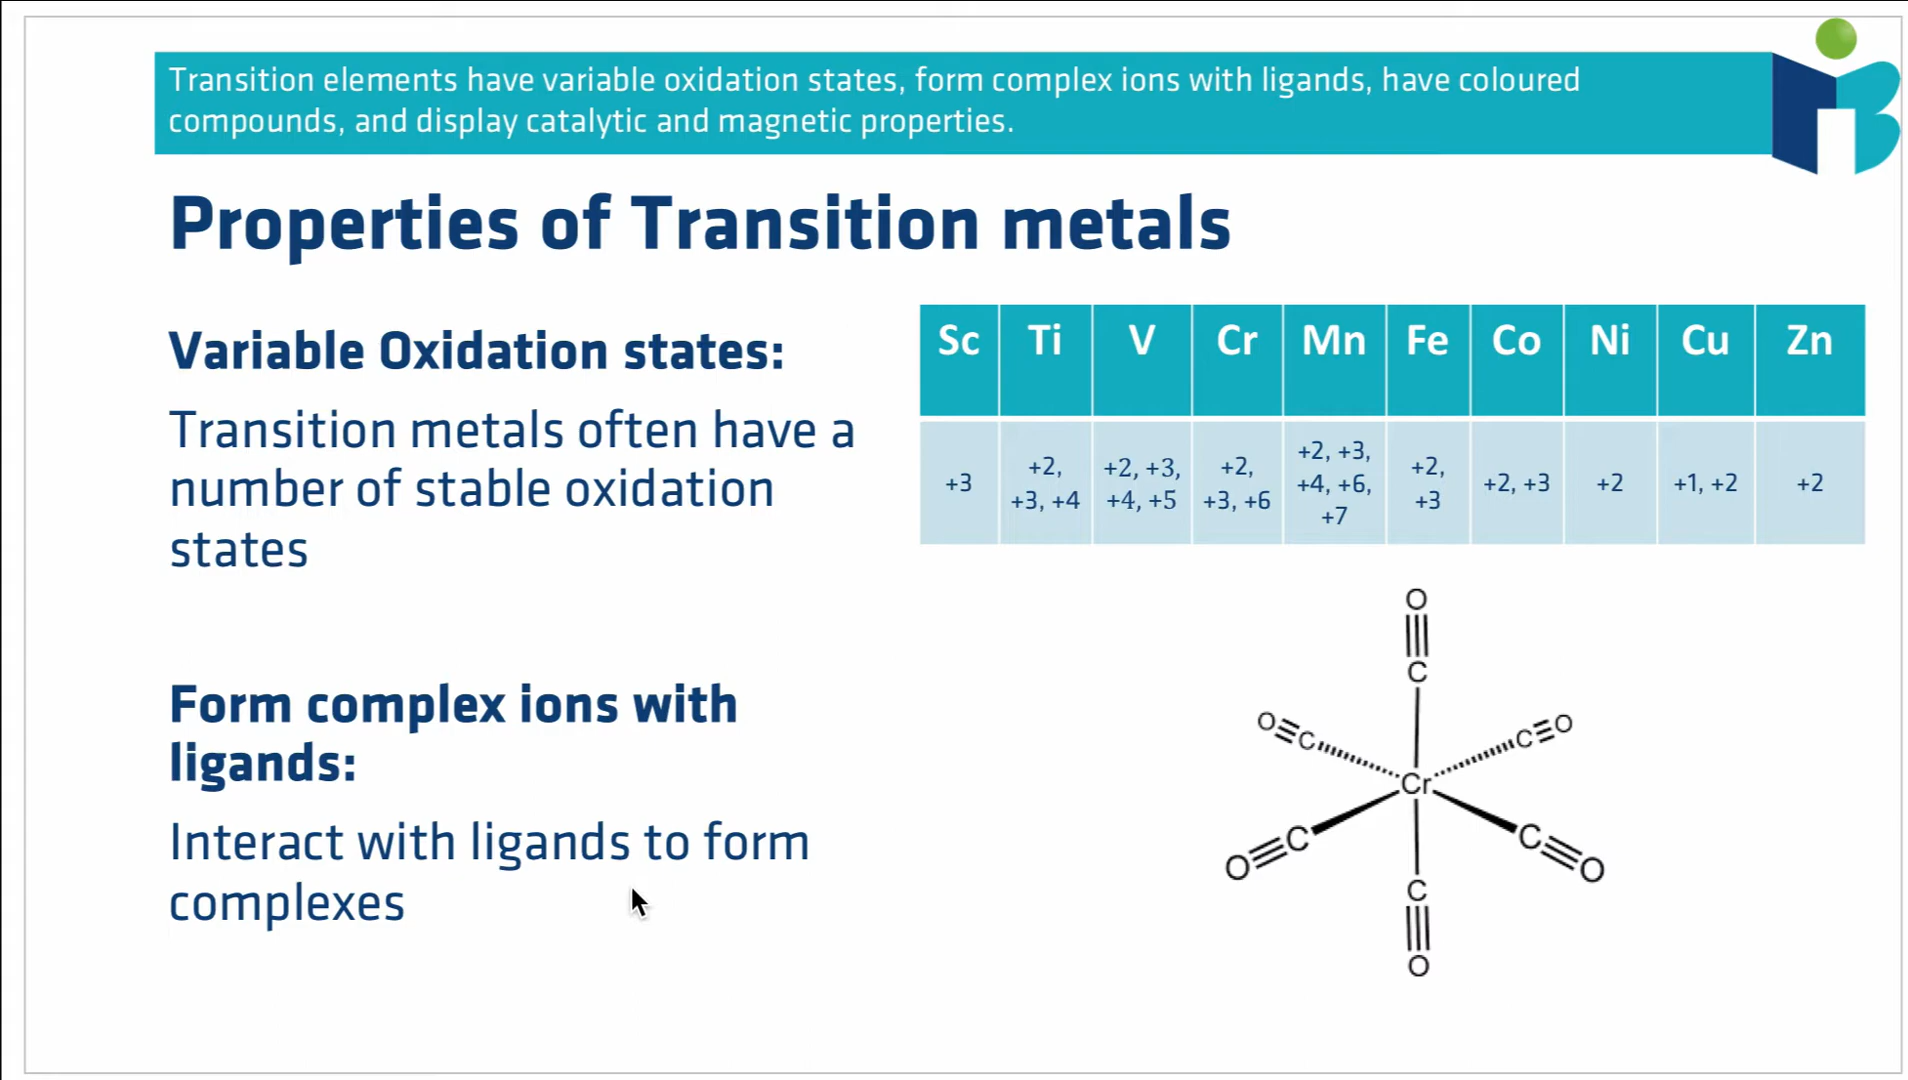 Transition elements have variable oxidation states, form complex ions with ligands, have coloured
compounds, and display catalytic and magnetic properties.
Properties of Transition metals
Variable Oxidation states:
Transition metals often have a
number of stable oxidation
states
Sc Ti V Cr Mn Fe Co Ni Cu Zn
+3
+2,
+3, +4
+2, +3,
+4, +5
+2,
+3, +6
+2, +3,
+4, +6,
+7
+2,
+3
+2, +3
+2
+1, +2
+2
Form complex ions with
ligands:
Interact with ligands to form
complexes
O
C
O C C O
Cr
O C C O
C
O